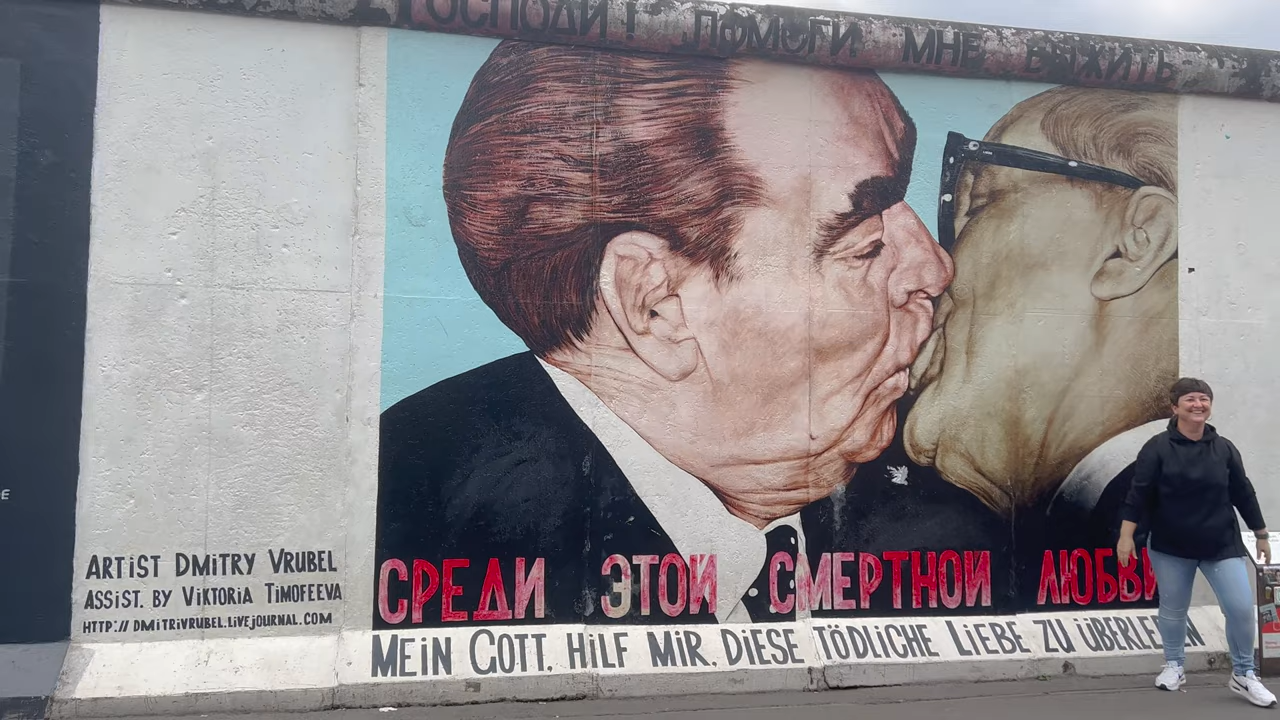 ГОСПОДИ! ПОМОГИ МНЕ ВЫЖИТЬ
ARTIST DMITRY VRUBEL
ASSIST. BY VIKTORIA TIMOFEEVA
HTTP://DMITRIVRUBEL.LIVEJOURNAL.COM
СРЕДИ ЭТОЙ СМЕРТНОЙ ЛЮБВИ
MEIN GOTT. HILF MIR. DIESE TÖDLICHE LIEBE ZU ÜBERLEBEN